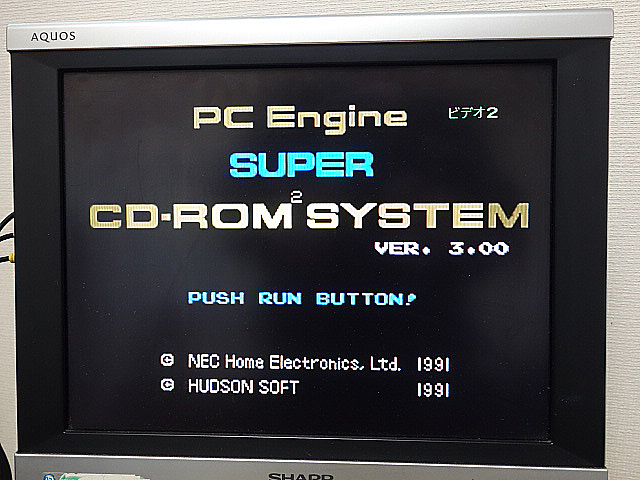 AQUOS
PC Engine
ビデオ2
SUPER
CD-ROM² SYSTEM
VER. 3.00
PUSH RUN BUTTON!
© NEC Home Electronics, Ltd. 1991
© HUDSON SOFT 1991
SHARP